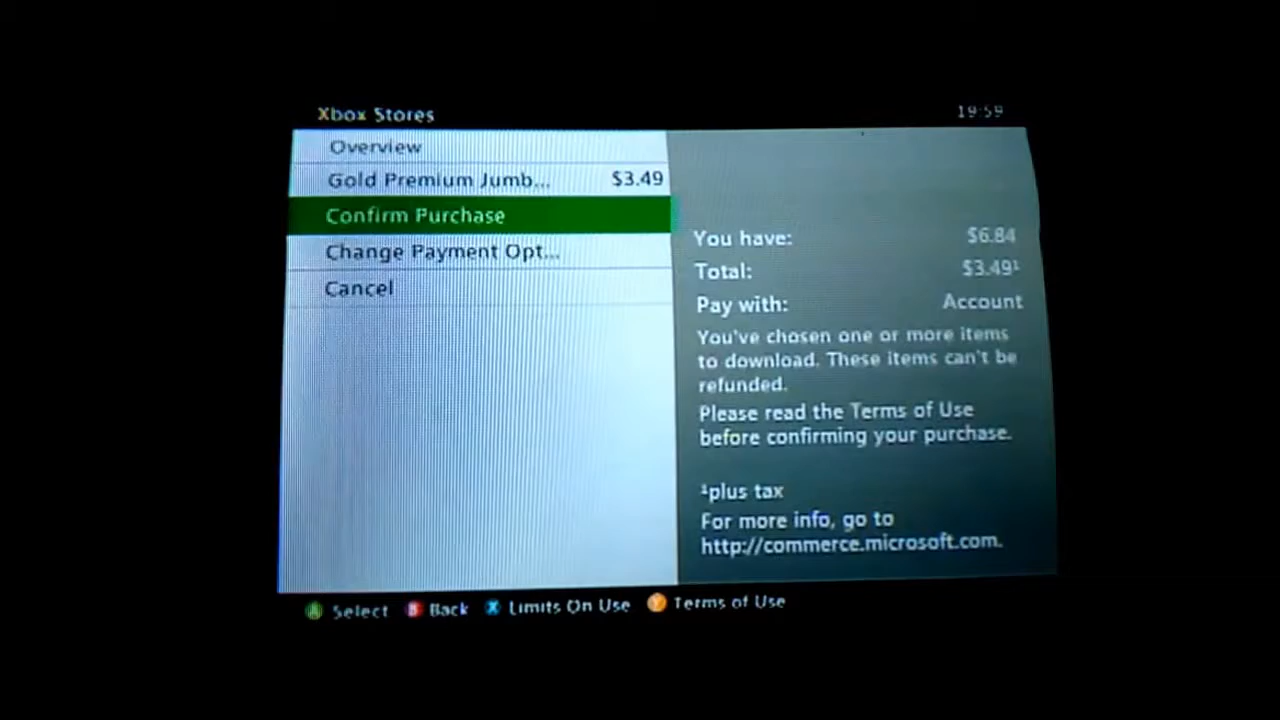 Xbox Stores
19:59
Overview
Gold Premium Jumb... $3.49
Confirm Purchase
Change Payment Opt...
Cancel
You have: $6.84
Total: $3.49¹
Pay with: Account
You've chosen one or more items
to download. These items can't be
refunded.
Please read the Terms of Use
before confirming your purchase.
¹plus tax
For more info, go to
http://commerce.microsoft.com.
A Select B Back X Limits On Use Y Terms of Use